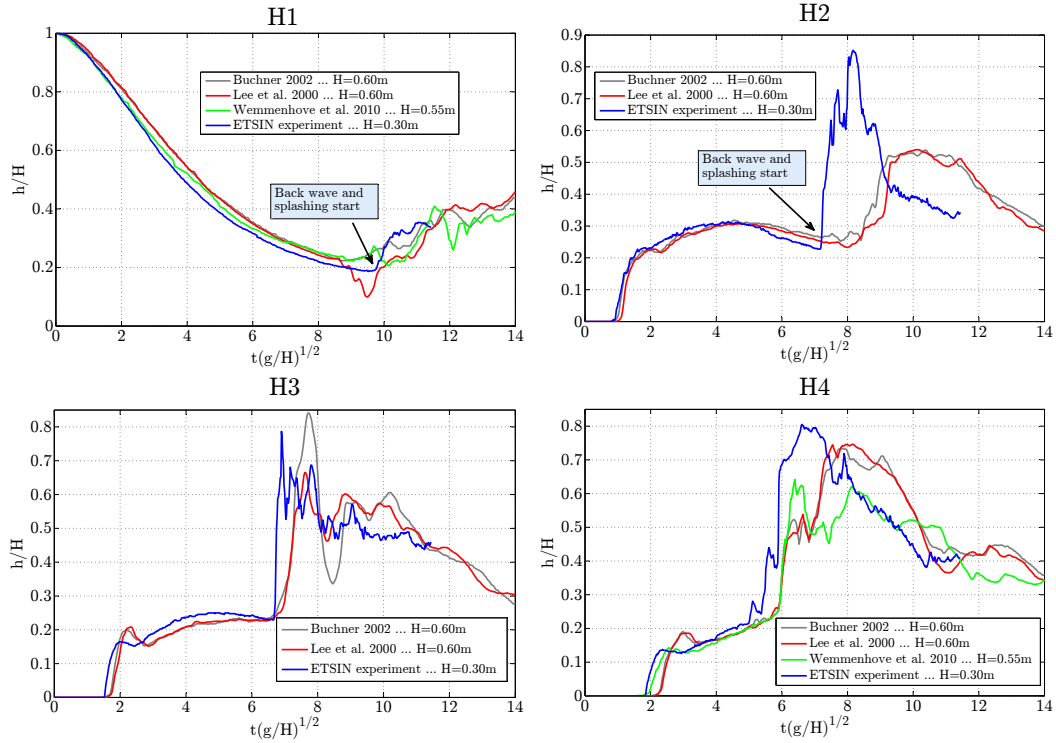 H1
h/H
1
0.8
0.6
0.4
0.2
0
0 2 4 6 8 10 12 14
t(g/H)^1/2
Buchner 2002 ... H=0.60m
Lee et al. 2000 ... H=0.60m
Wemmenhove et al. 2010 ... H=0.55m
ETSIN experiment ... H=0.30m
Back wave and
splashing start
H2
h/H
0.9
0.8
0.7
0.6
0.5
0.4
0.3
0.2
0.1
0
0 2 4 6 8 10 12 14
t(g/H)^1/2
Buchner 2002 ... H=0.60m
Lee et al. 2000 ... H=0.60m
ETSIN experiment ... H=0.30m
Back wave and
splashing start
H3
h/H
0.8
0.7
0.6
0.5
0.4
0.3
0.2
0.1
0
0 2 4 6 8 10 12 14
t(g/H)^1/2
Buchner 2002 ... H=0.60m
Lee et al. 2000 ... H=0.60m
ETSIN experiment ... H=0.30m
H4
h/H
0.8
0.7
0.6
0.5
0.4
0.3
0.2
0.1
0
0 2 4 6 8 10 12 14
t(g/H)^1/2
Buchner 2002 ... H=0.60m
Lee et al. 2000 ... H=0.60m
Wemmenhove et al. 2010 ... H=0.55m
ETSIN experiment ... H=0.30m